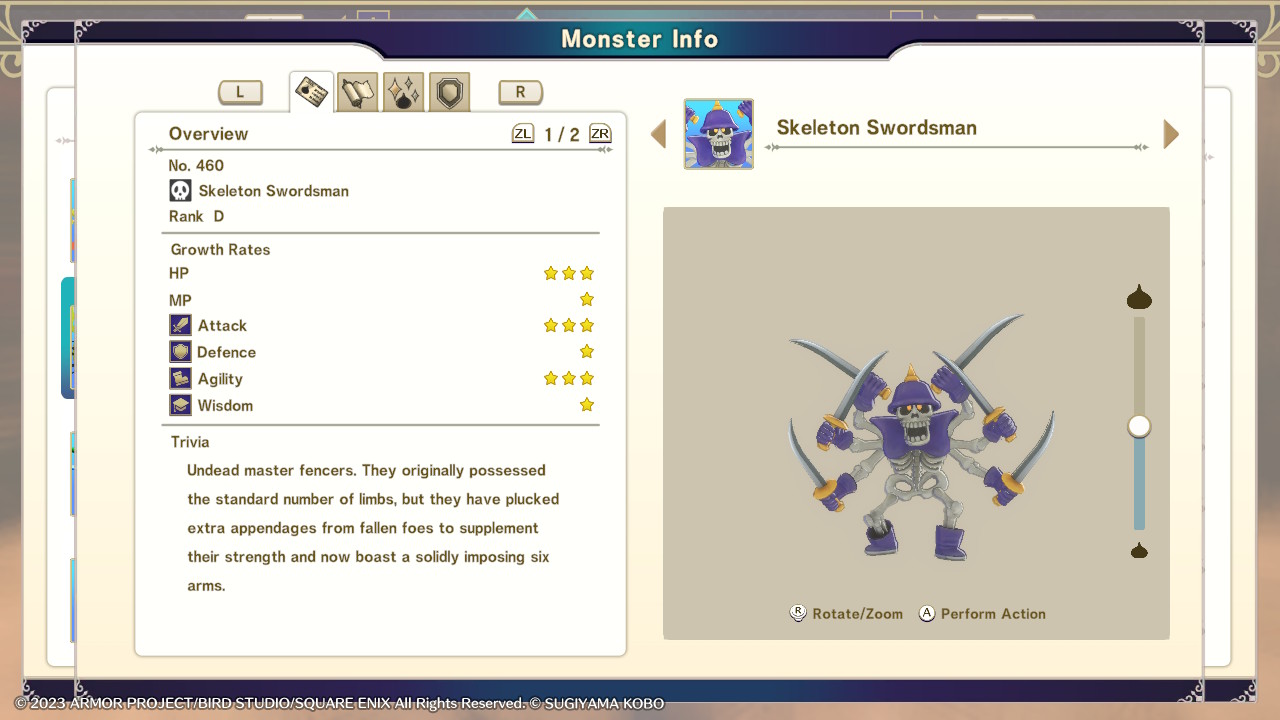 Monster Info
L
R
Overview
ZL 1 / 2 ZR
No. 460
Skeleton Swordsman
Rank D
Growth Rates
HP
MP
Attack
Defence
Agility
Wisdom
Trivia
Undead master fencers. They originally possessed
the standard number of limbs, but they have plucked
extra appendages from fallen foes to supplement
their strength and now boast a solidly imposing six
arms.
Skeleton Swordsman
R Rotate/Zoom A Perform Action
© 2023 ARMOR PROJECT/BIRD STUDIO/SQUARE ENIX All Rights Reserved. © SUGIYAMA KOBO